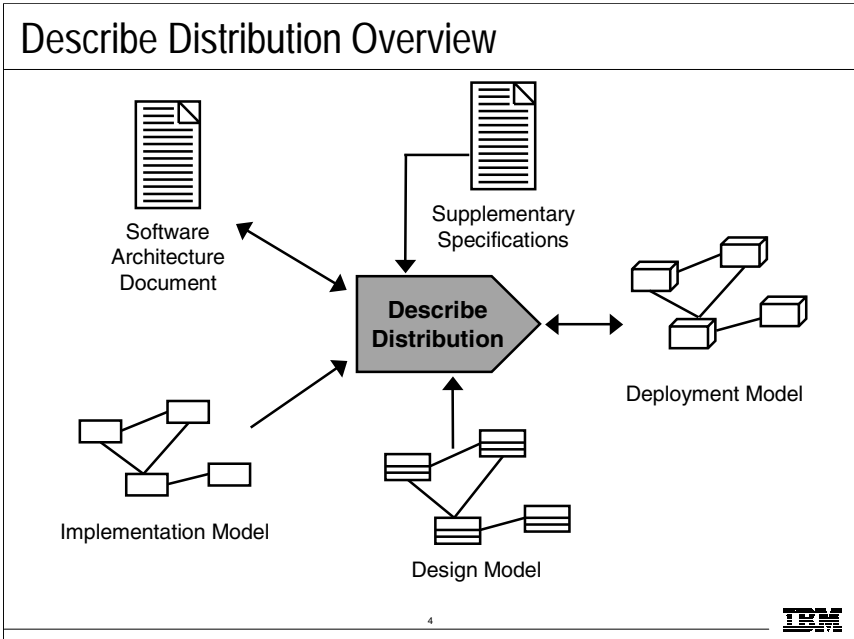 Describe Distribution Overview
Software
Architecture
Document
Supplementary
Specifications
Describe
Distribution
Deployment Model
Implementation Model
Design Model
4
IBM